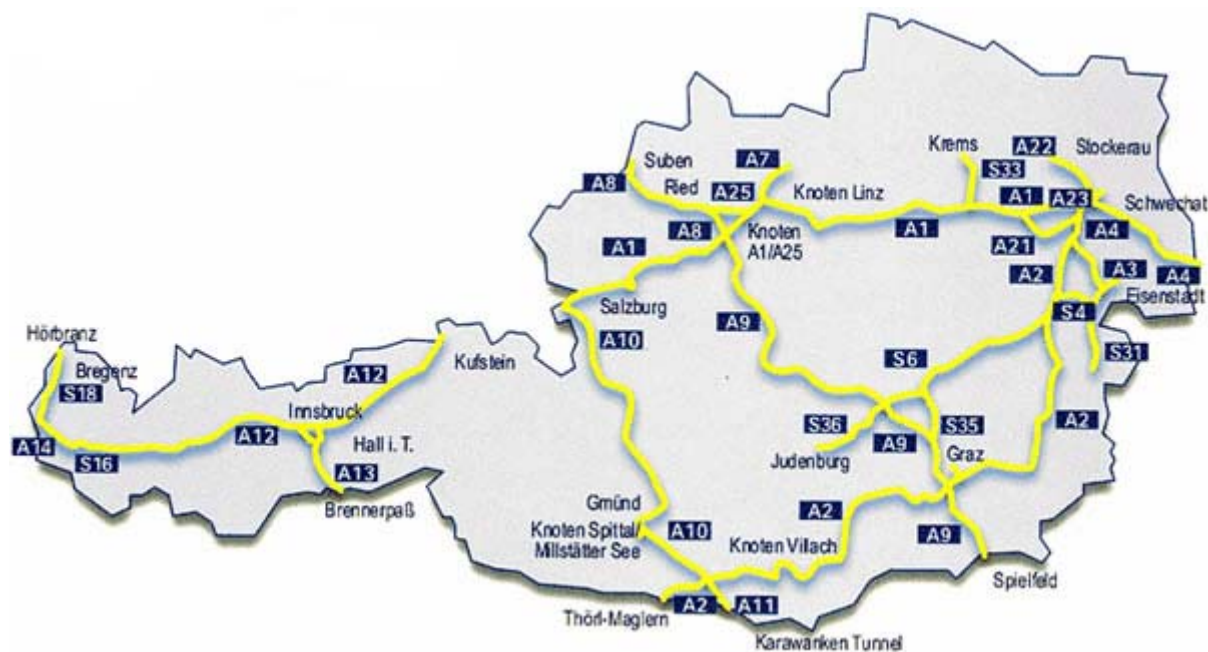 Krems
A22
Stockerau
Suben
A7
S33
A8
Ried
A25
Knoten Linz
A1
A23
Schwechat
A1
A8
Knoten
A1/A25
A1
A21
A4
A2
A3
A4
Eisenstadt
Salzburg
A9
S4
Hörbranz
A10
Bregenz
Kufstein
S6
S31
A12
S18
Innsbruck
A12
Hall i. T.
S36
S35
A2
A14
S16
A9
Judenburg
Graz
A13
Brennerpaß
Gmünd
A2
Knoten Spittal/
Millstätter See
A10
Knoten Villach
A9
Spielfeld
Thörl-Maglern
A2
A11
Karawanken Tunnel